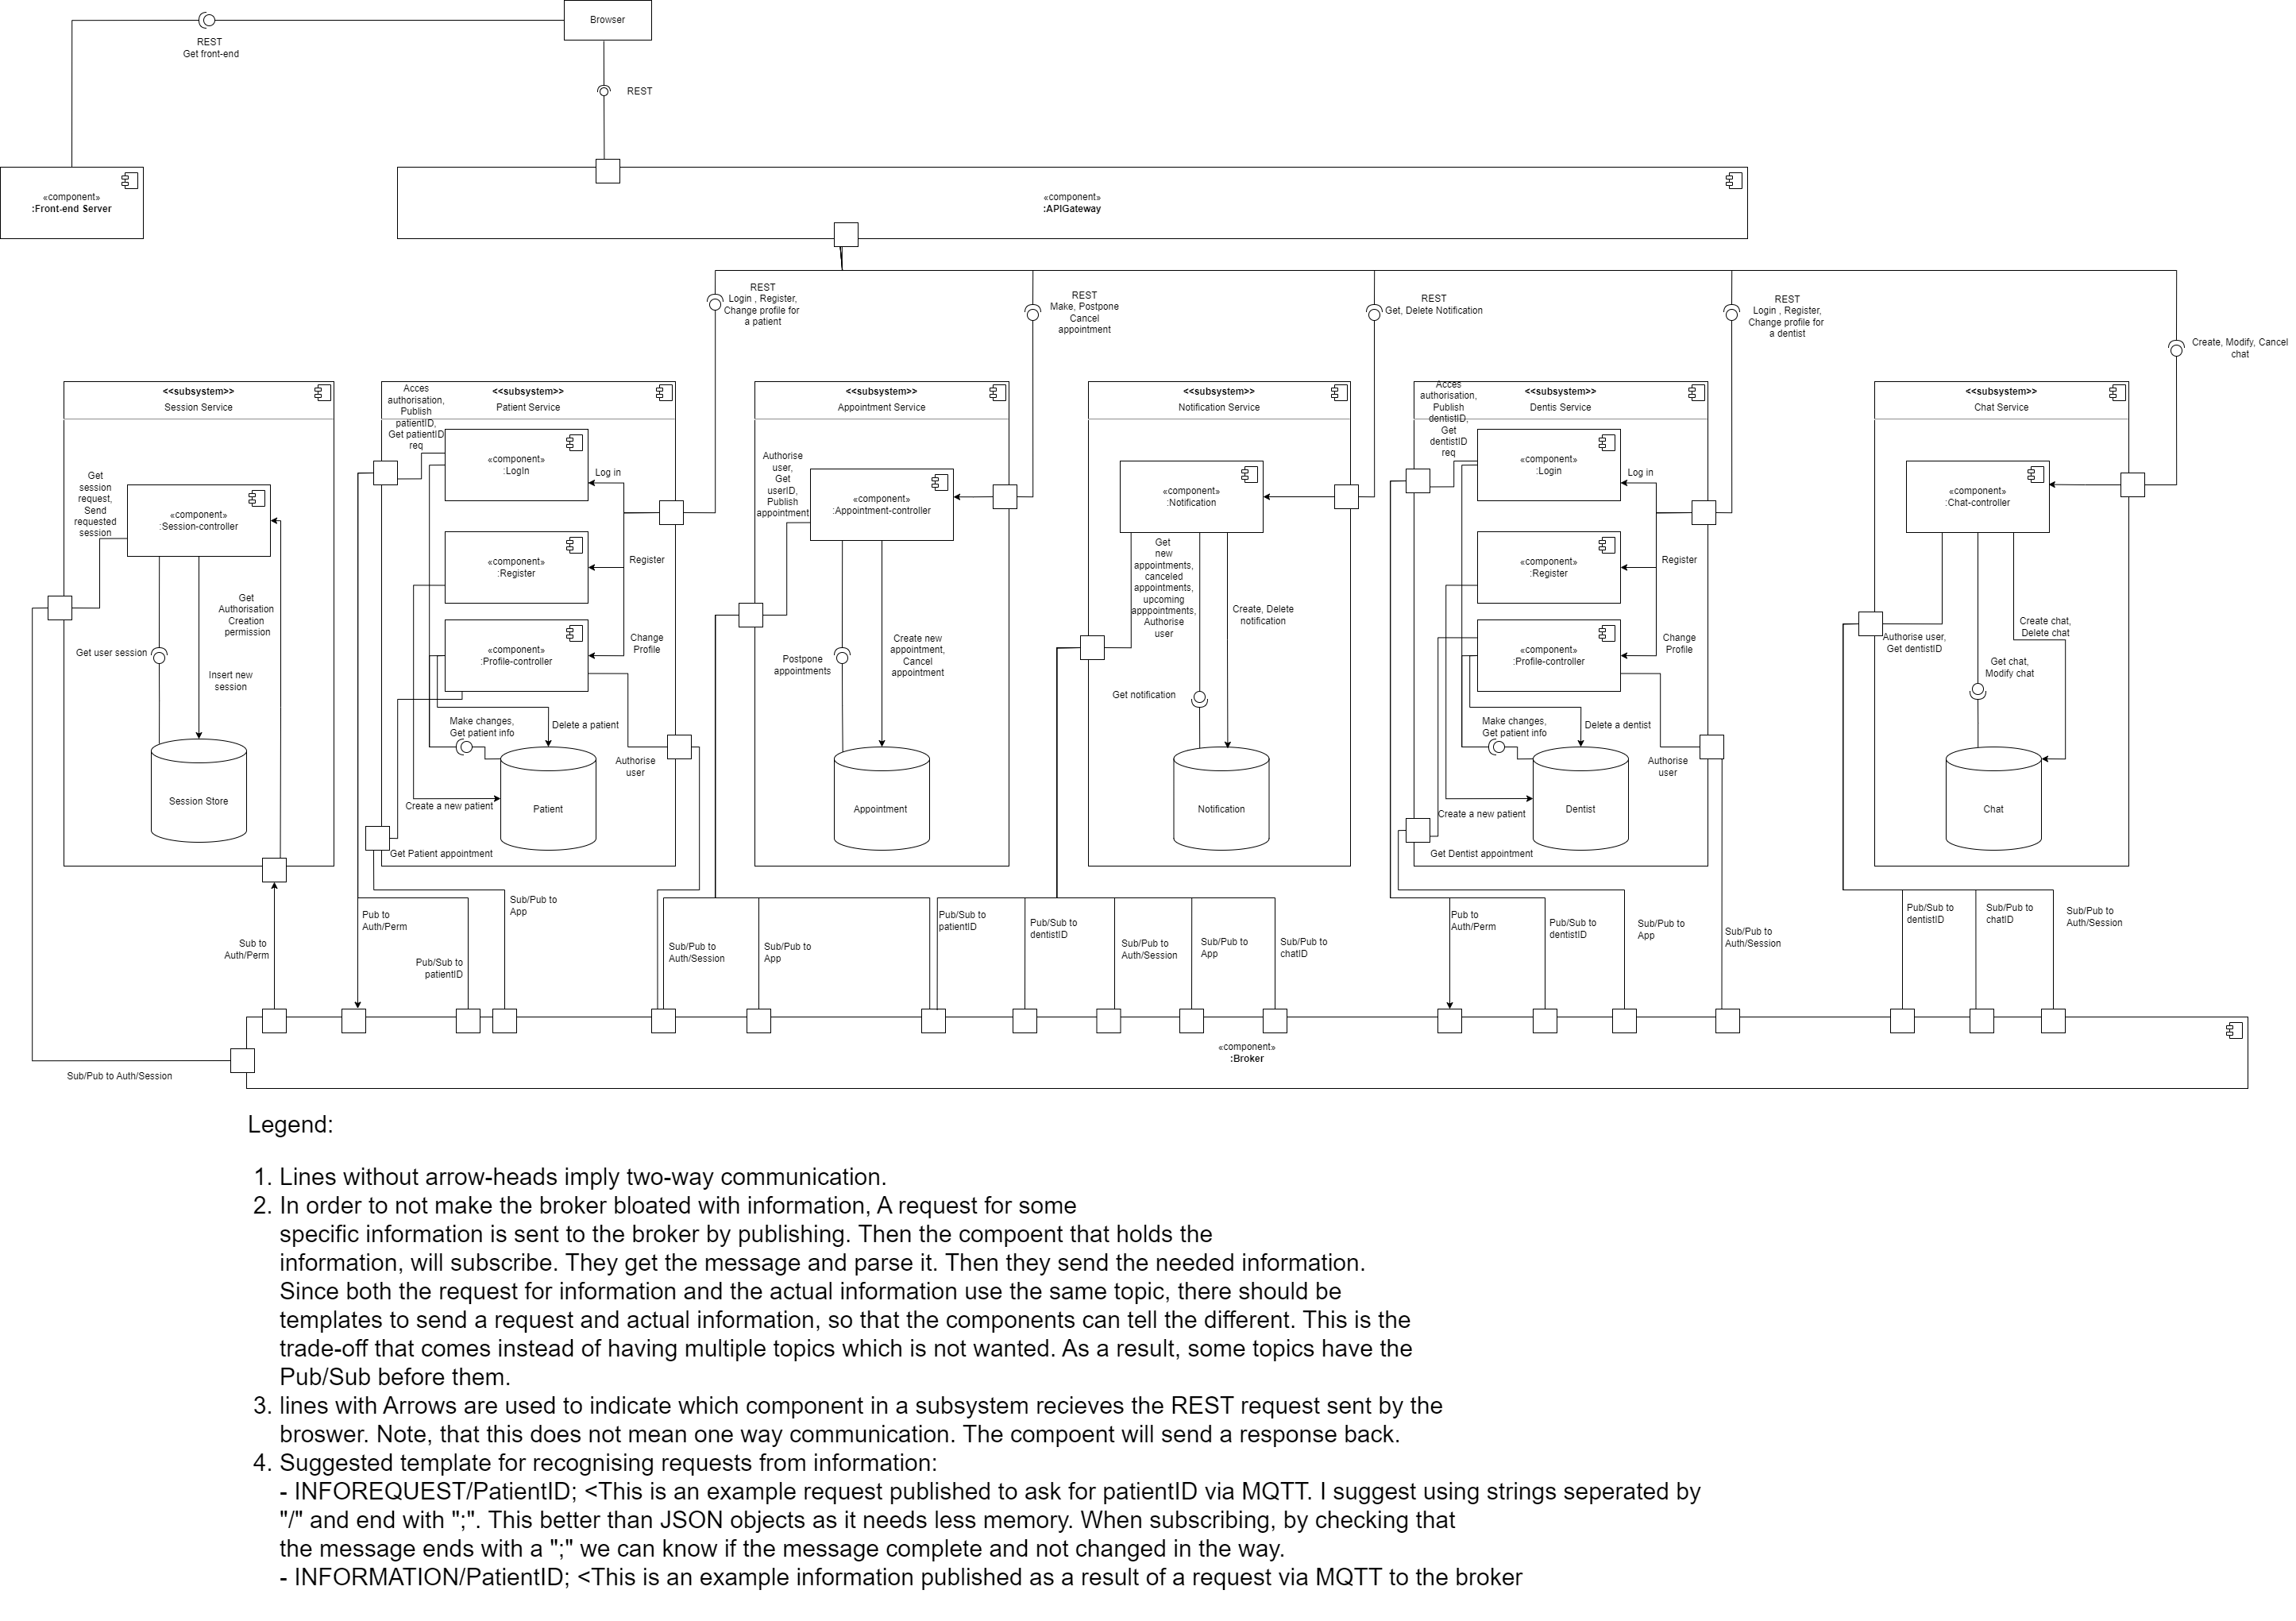 Browser
REST
Get front-end
REST
«component»
:Front-end Server
«component»
:APIGateway
REST
Login , Register,
Change profile for
a patient
REST
Make, Postpone
Cancel
appointment
REST
Get, Delete Notification
REST
Login , Register,
Change profile for
a dentist
Create, Modify, Cancel
chat
<<subsystem>>
Session Service
Get
session
request,
Send
requested
session
«component»
:Session-controller
Get
Authorisation
Creation
permission
Get user session
Insert new
session
Session Store
<<subsystem>>
Patient Service
Acces
authorisation,
Publish
patientID,
Get patientID
req
«component»
:LogIn
Log in
«component»
:Register
Register
«component»
:Profile-controller
Change
Profile
Make changes,
Get patient info
Delete a patient
Authorise
user
Create a new patient
Patient
Get Patient appointment
<<subsystem>>
Appointment Service
Authorise
user,
Get
userID,
Publish
appointment
«component»
:Appointment-controller
Postpone
appointments
Create new
appointment,
Cancel
appointment
Appointment
<<subsystem>>
Notification Service
«component»
:Notification
Get
new
appointments,
canceled
appointments,
upcoming
apppointments,
Authorise
user
Create, Delete
notification
Get notification
Notification
<<subsystem>>
Dentis Service
Acces
authorisation,
Publish
dentistID,
Get
dentistID
req
«component»
:Login
Log in
«component»
:Register
Register
«component»
:Profile-controller
Change
Profile
Make changes,
Get patient info
Delete a dentist
Authorise
user
Create a new patient
Dentist
Get Dentist appointment
<<subsystem>>
Chat Service
«component»
:Chat-controller
Authorise user,
Get dentistID
Create chat,
Delete chat
Get chat,
Modify chat
Chat
Sub to
Auth/Perm
Pub to
Auth/Perm
Pub/Sub to
patientID
Sub/Pub to
App
Sub/Pub to
Auth/Session
Sub/Pub to
App
Pub/Sub to
patientID
Pub/Sub to
dentistID
Sub/Pub to
Auth/Session
Sub/Pub to
App
Sub/Pub to
chatID
Pub to
Auth/Perm
Pub/Sub to
dentistID
Sub/Pub to
App
Sub/Pub to
Auth/Session
Pub/Sub to
dentistID
Sub/Pub to
chatID
Sub/Pub to
Auth/Session
«component»
:Broker
Sub/Pub to Auth/Session
Legend:
1. Lines without arrow-heads imply two-way communication.
2. In order to not make the broker bloated with information, A request for some
specific information is sent to the broker by publishing. Then the compoent that holds the
information, will subscribe. They get the message and parse it. Then they send the needed information.
Since both the request for information and the actual information use the same topic, there should be
templates to send a request and actual information, so that the components can tell the different. This is the
trade-off that comes instead of having multiple topics which is not wanted. As a result, some topics have the
Pub/Sub before them.
3. lines with Arrows are used to indicate which component in a subsystem recieves the REST request sent by the
broswer. Note, that this does not mean one way communication. The compoent will send a response back.
4. Suggested template for recognising requests from information:
- INFOREQUEST/PatientID; <This is an example request published to ask for patientID via MQTT. I suggest using strings seperated by
"/" and end with ";". This better than JSON objects as it needs less memory. When subscribing, by checking that
the message ends with a ";" we can know if the message complete and not changed in the way.
- INFORMATION/PatientID; <This is an example information published as a result of a request via MQTT to the broker